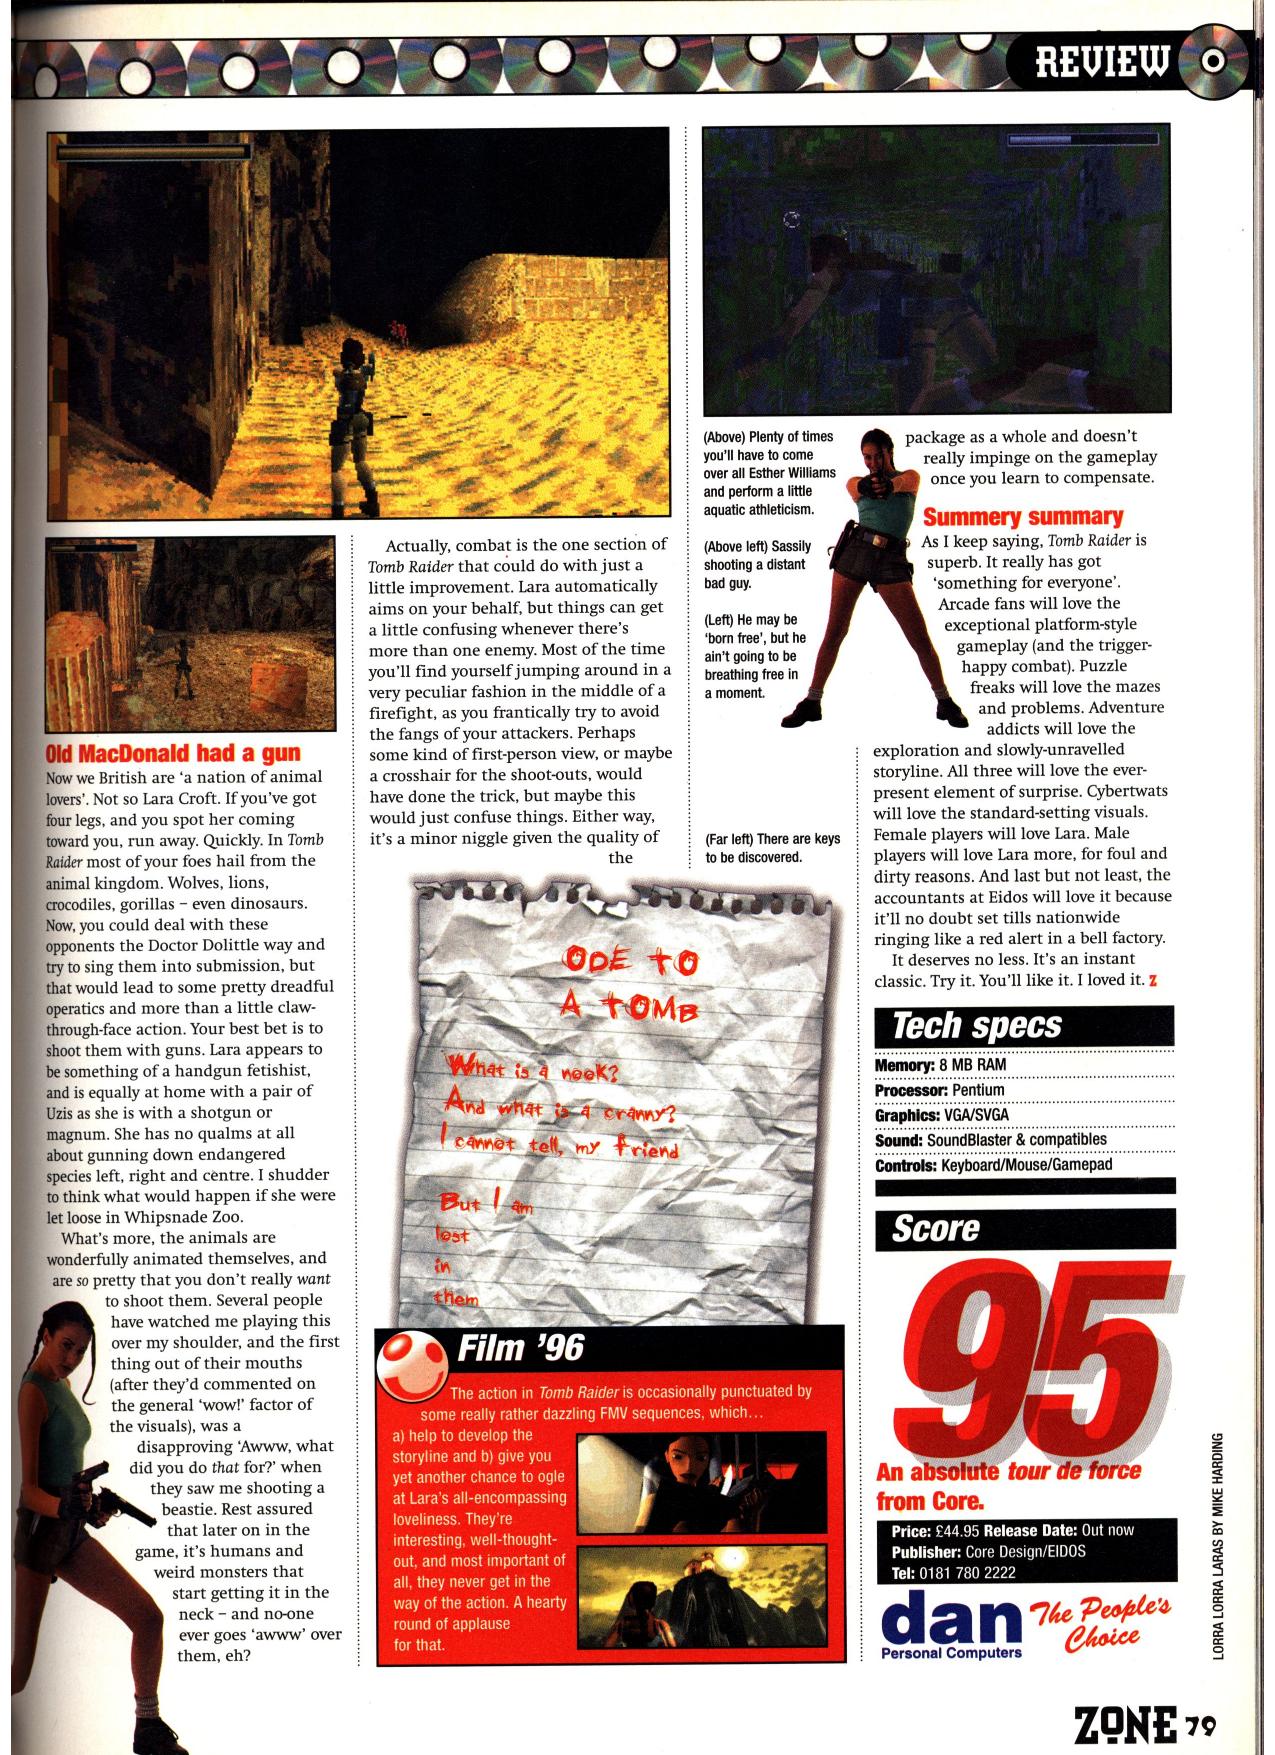 REVIEW
Old MacDonald had a gun
Now we British are ‘a nation of animal
lovers’. Not so Lara Croft. If you’ve got
four legs, and you spot her coming
toward you, run away. Quickly. In Tomb
Raider most of your foes hail from the
animal kingdom. Wolves, lions,
crocodiles, gorillas – even dinosaurs.
Now, you could deal with these
opponents the Doctor Dolittle way and
try to sing them into submission, but
that would lead to some pretty dreadful
operatics and more than a little claw-
through-face action. Your best bet is to
shoot them with guns. Lara appears to
be something of a handgun fetishist,
and is equally at home with a pair of
Uzis as she is with a shotgun or
magnum. She has no qualms at all
about gunning down endangered
species left, right and centre. I shudder
to think what would happen if she were
let loose in Whipsnade Zoo.
What’s more, the animals are
wonderfully animated themselves, and
are so pretty that you don’t really want
to shoot them. Several people
have watched me playing this
over my shoulder, and the first
thing out of their mouths
(after they’d commented on
the general ‘wow!’ factor of
the visuals), was a
disapproving ‘Awww, what
did you do that for?’ when
they saw me shooting a
beastie. Rest assured
that later on in the
game, it’s humans and
weird monsters that
start getting it in the
neck – and no-one
ever goes ‘awww’ over
them, eh?
Actually, combat is the one section of
Tomb Raider that could do with just a
little improvement. Lara automatically
aims on your behalf, but things can get
a little confusing whenever there’s
more than one enemy. Most of the time
you’ll find yourself jumping around in a
very peculiar fashion in the middle of a
firefight, as you frantically try to avoid
the fangs of your attackers. Perhaps
some kind of first-person view, or maybe
a crosshair for the shoot-outs, would
have done the trick, but maybe this
would just confuse things. Either way,
it’s a minor niggle given the quality of
the
ODE TO
A TOMB
What is a nook?
And what is a cranny?
I cannot tell, my friend
But I am
lost
in
them
Film ’96
The action in Tomb Raider is occasionally punctuated by
some really rather dazzling FMV sequences, which…
a) help to develop the
storyline and b) give you
yet another chance to ogle
at Lara’s all-encompassing
loveliness. They’re
interesting, well-thought-
out, and most important of
all, they never get in the
way of the action. A hearty
round of applause
for that.
(Above) Plenty of times
you’ll have to come
over all Esther Williams
and perform a little
aquatic athleticism.
(Above left) Sassily
shooting a distant
bad guy.
(Left) He may be
‘born free’, but he
ain’t going to be
breathing free in
a moment.
(Far left) There are keys
to be discovered.
package as a whole and doesn’t
really impinge on the gameplay
once you learn to compensate.
Summery summary
As I keep saying, Tomb Raider is
superb. It really has got
‘something for everyone’.
Arcade fans will love the
exceptional platform-style
gameplay (and the trigger-
happy combat). Puzzle
freaks will love the mazes
and problems. Adventure
addicts will love the
exploration and slowly-unravelled
storyline. All three will love the ever-
present element of surprise. Cybertwats
will love the standard-setting visuals.
Female players will love Lara. Male
players will love Lara more, for foul and
dirty reasons. And last but not least, the
accountants at Eidos will love it because
it’ll no doubt set tills nationwide
ringing like a red alert in a bell factory.
It deserves no less. It’s an instant
classic. Try it. You’ll like it. I loved it. Z
Tech specs
Memory: 8 MB RAM
Processor: Pentium
Graphics: VGA/SVGA
Sound: SoundBlaster & compatibles
Controls: Keyboard/Mouse/Gamepad
Score
95
An absolute tour de force
from Core.
Price: £44.95 Release Date: Out now
Publisher: Core Design/EIDOS
Tel: 0181 780 2222
dan
Personal Computers
The People's
Choice
LORRA LORRA LARAS BY MIKE HARDING
ZONE 79